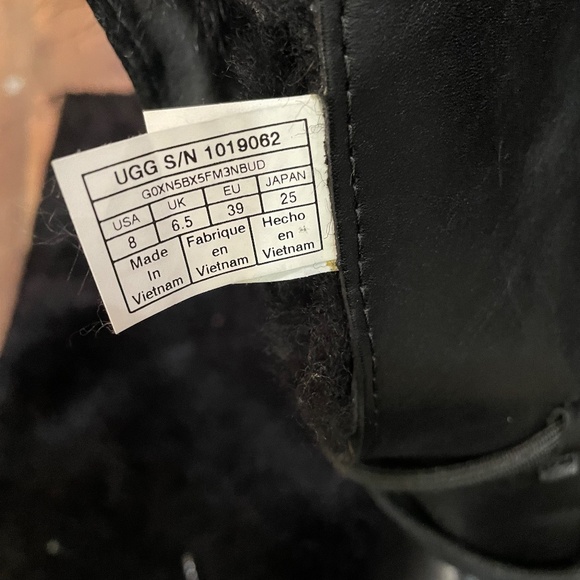 UGG S/N 1019062
G0XN5BX5FM3NBUD
USA UK EU JAPAN
8 6.5 39 25
Made Fabrique Hecho
In en en
Vietnam Vietnam Vietnam